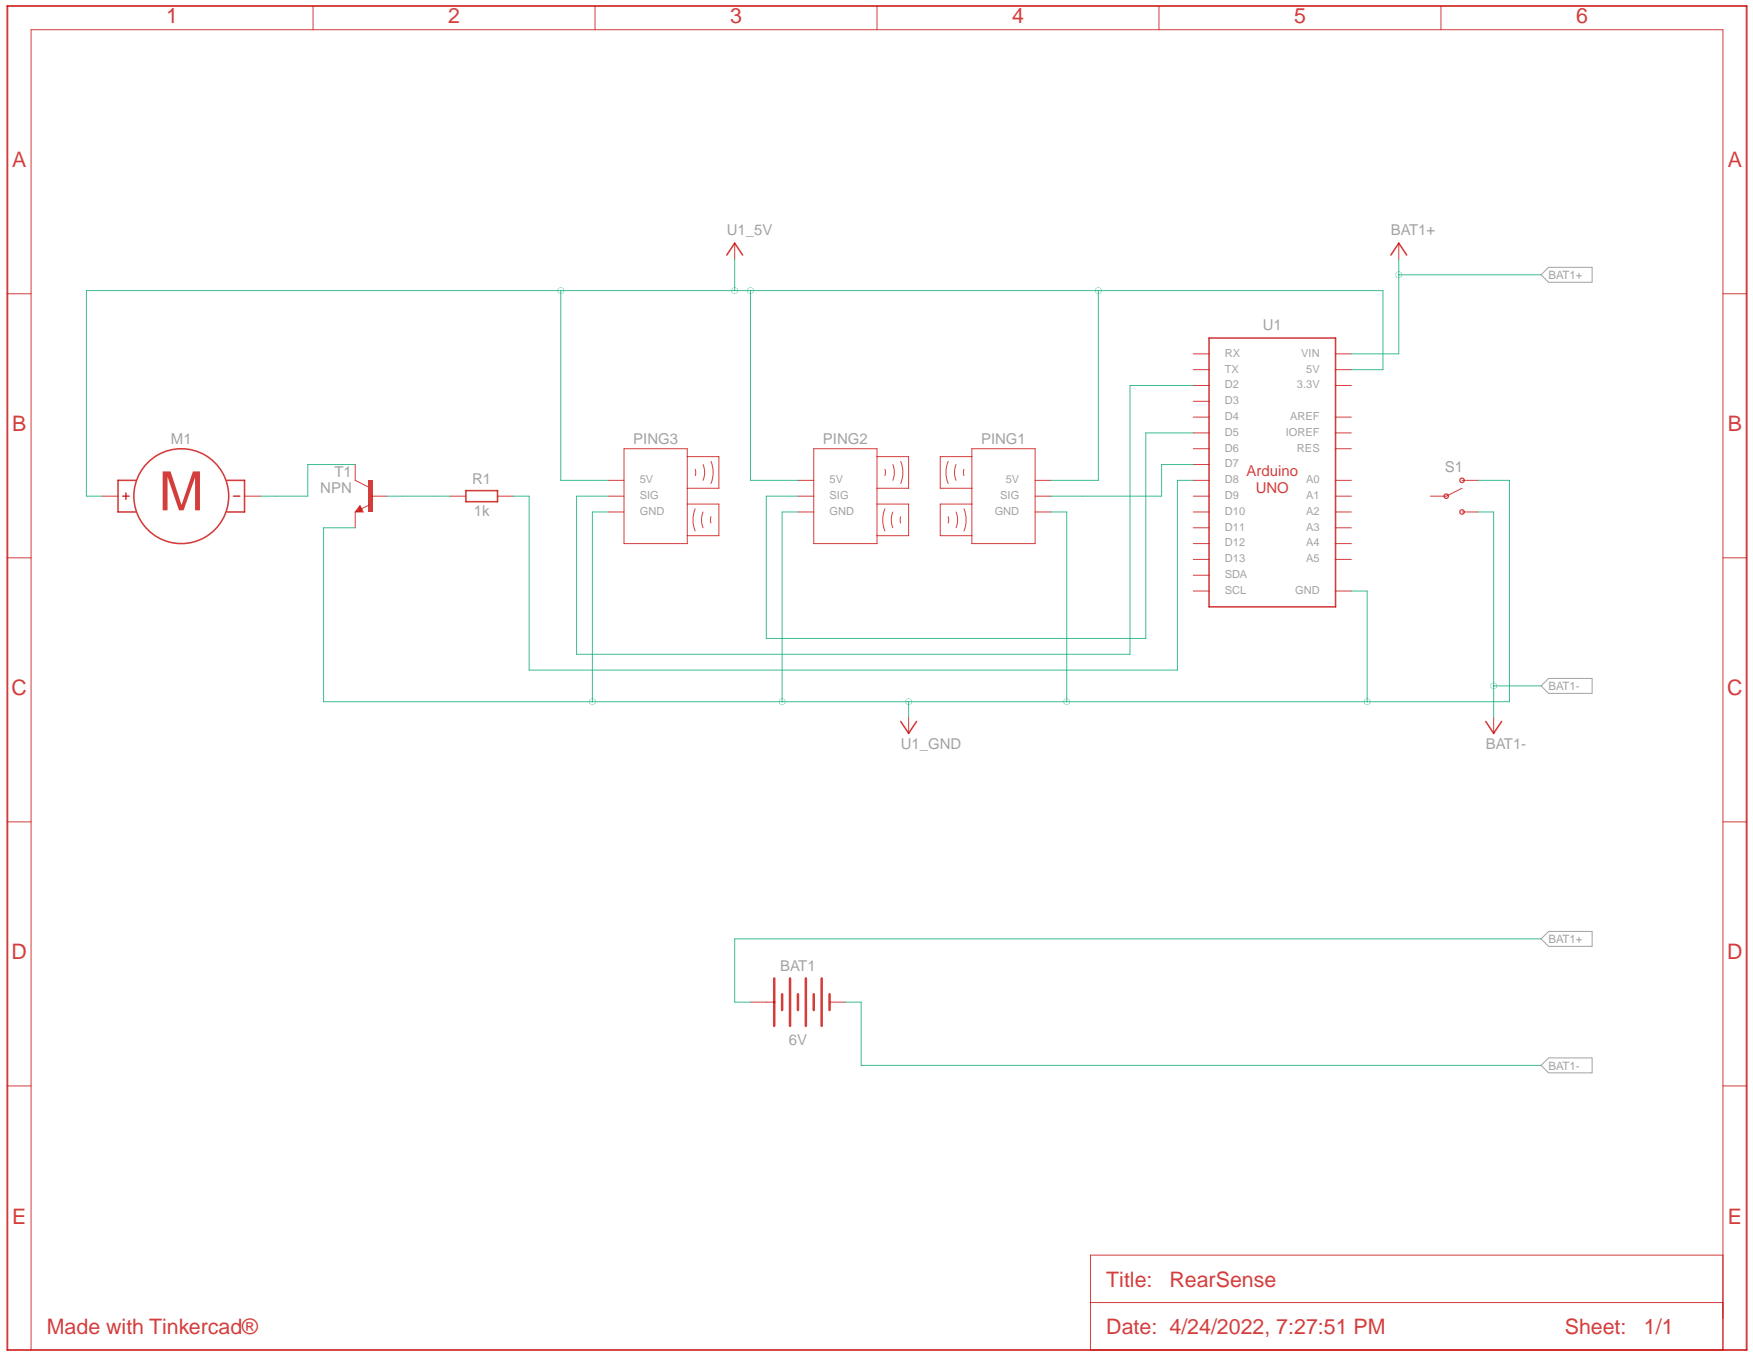 1 2 3 4 5 6
A A
U1_5V BAT1+
BAT1+
U1
RX VIN
TX 5V
D2 3.3V
D3
D4 AREF
D5 IOREF
D6 RES
D7
D8 A0
D9 A1
D10 A2
D11 A3
D12 A4
D13 A5
SDA
SCL GND
Arduino
UNO
B B
M1
M
+ -
T1
NPN
R1
1k
PING3
5V
SIG
GND
PING2
5V
SIG
GND
PING1
5V
SIG
GND
S1
C C
BAT1-
U1_GND BAT1-
D D
BAT1+
BAT1
6V
BAT1-
E E
Title: RearSense
Made with Tinkercad®
Date: 4/24/2022, 7:27:51 PM Sheet: 1/1